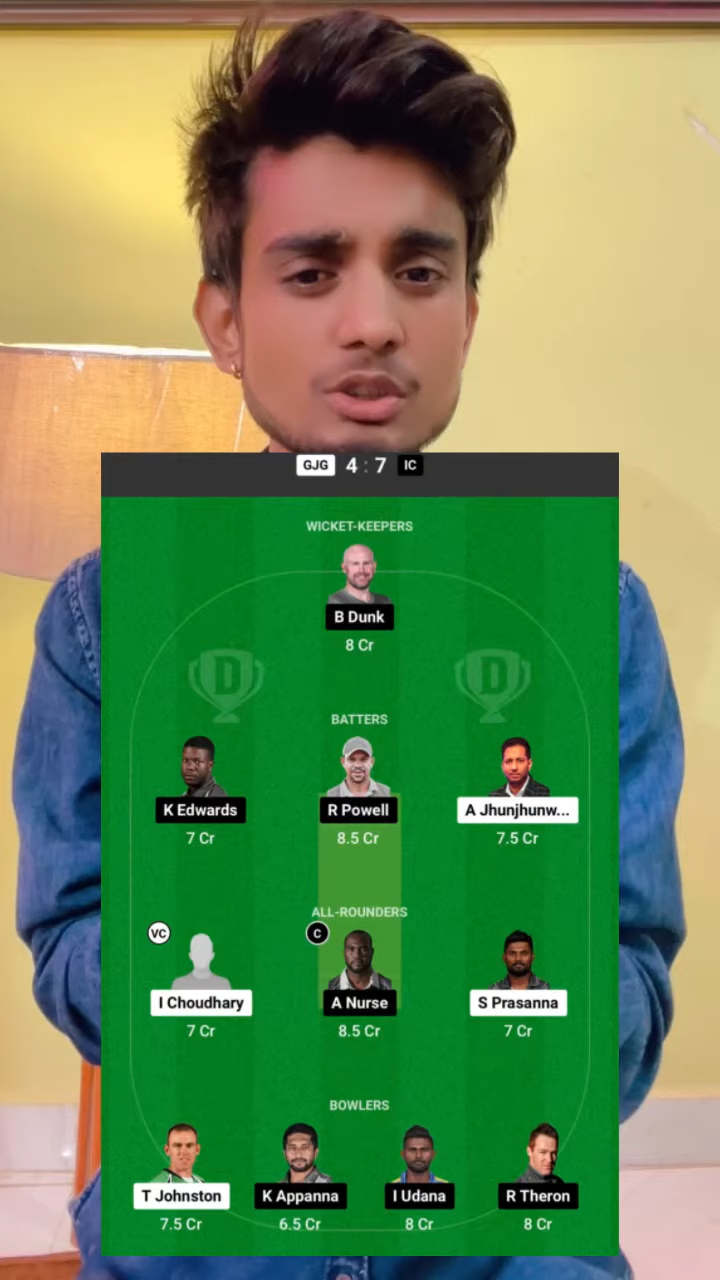 GJG 4 : 7 IC
WICKET-KEEPERS
B Dunk
8 Cr
D D
BATTERS
K Edwards R Powell A Jhunjhunw...
7 Cr 8.5 Cr 7.5 Cr
ALL-ROUNDERS
VC C
I Choudhary A Nurse S Prasanna
7 Cr 8.5 Cr 7 Cr
BOWLERS
T Johnston K Appanna I Udana R Theron
7.5 Cr 6.5 Cr 8 Cr 8 Cr